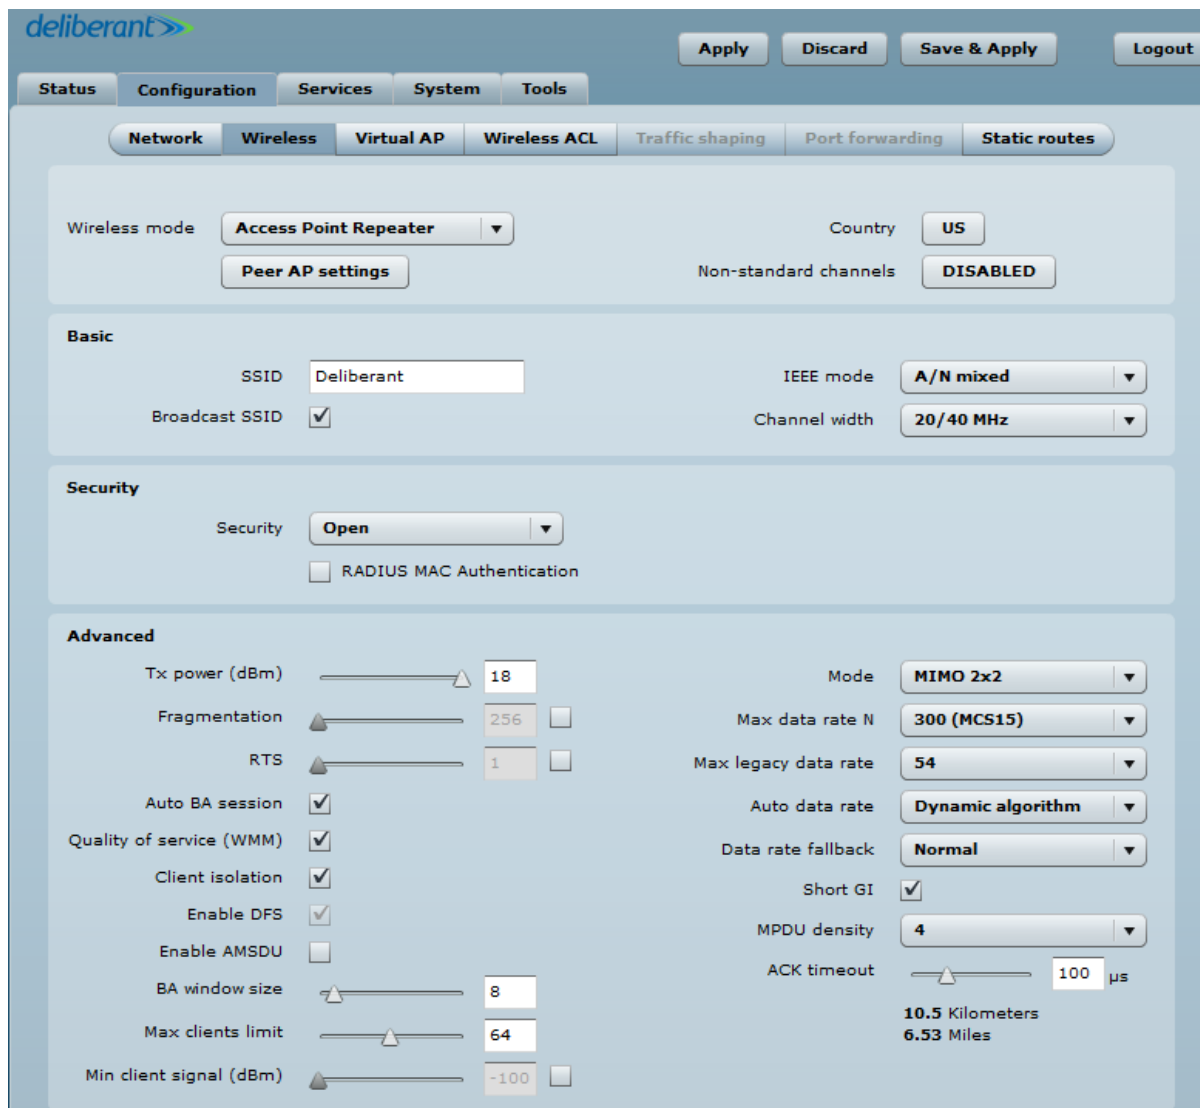 deliberant
Apply Discard Save & Apply Logout
Status Configuration Services System Tools
Network Wireless Virtual AP Wireless ACL Traffic shaping Port forwarding Static routes
Wireless mode Access Point Repeater Country US
Peer AP settings Non-standard channels DISABLED
Basic
SSID Deliberant IEEE mode A/N mixed
Broadcast SSID Channel width 20/40 MHz
Security
Security Open
RADIUS MAC Authentication
Advanced
Tx power (dBm) 18 Mode MIMO 2x2
Fragmentation 256 Max data rate N 300 (MCS15)
RTS 1 Max legacy data rate 54
Auto BA session Auto data rate Dynamic algorithm
Quality of service (WMM) Data rate fallback Normal
Client isolation Short GI
Enable DFS MPDU density 4
Enable AMSDU ACK timeout 100 µs
BA window size 8 10.5 Kilometers
Max clients limit 64 6.53 Miles
Min client signal (dBm) -100